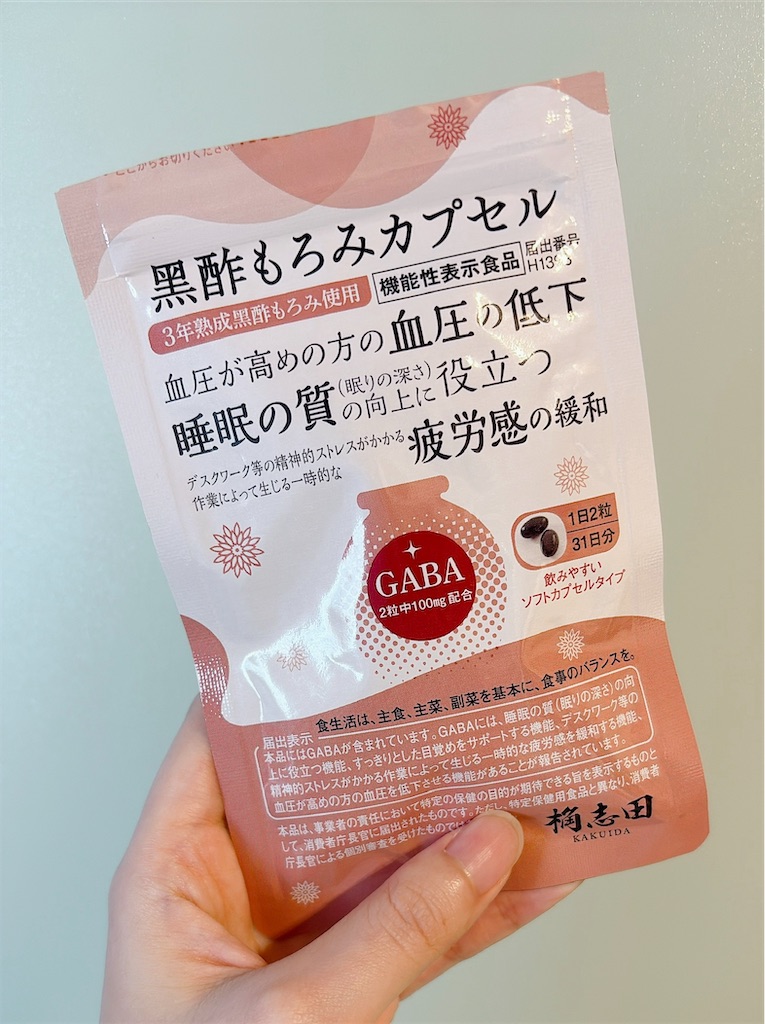 ここからお切りください
黒酢もろみカプセル
3年熟成黒酢もろみ使用
機能性表示食品
届出番号
血圧が高めの方の血圧の低下
睡眠の質(眠りの深さ)の向上に役立つ
デスクワーク等の精神的ストレスがかかる
作業によって生じる一時的な
疲労感の緩和
1日2粒
31日分
飲みやすい
ソフトカプセルタイプ
GABA
2粒中100mg配合
食生活は、主食、主菜、副菜を基本に、食事のバランスを。
届出表示
本品にはGABAが含まれています。GABAには、睡眠の質(眠りの深さ)の向
上に役立つ機能、すっきりとした目覚めをサポートする機能、デスクワーク等の
精神的ストレスがかかる作業によって生じる一時的な疲労感を緩和する機能、
血圧が高めの方の血圧を低下させる機能があることが報告されています。
本品は、事業者の責任において特定の保健の目的が期待できる旨を表示するものと
して、消費者庁長官に届出されたものです。ただし、特定保健用食品と異なり、消費者
庁長官による個別審査を受けたものでは
桷志田
KAKUIDA